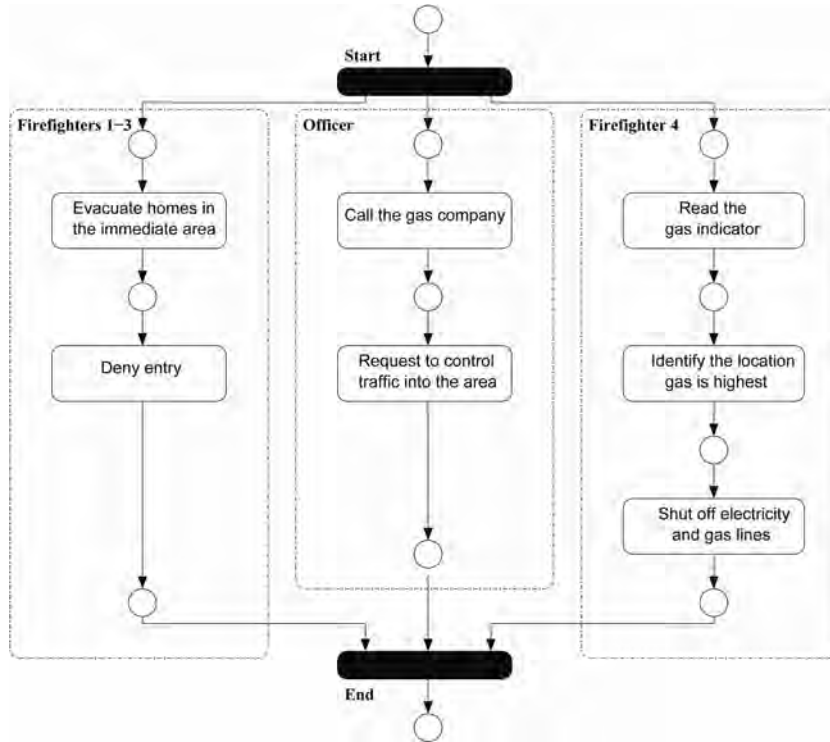 Start
Firefighters 1–3
Officer
Firefighter 4
Evacuate homes in
the immediate area
Call the gas company
Read the
gas indicator
Deny entry
Request to control
traffic into the area
Identify the location
gas is highest
Shut off electricity
and gas lines
End